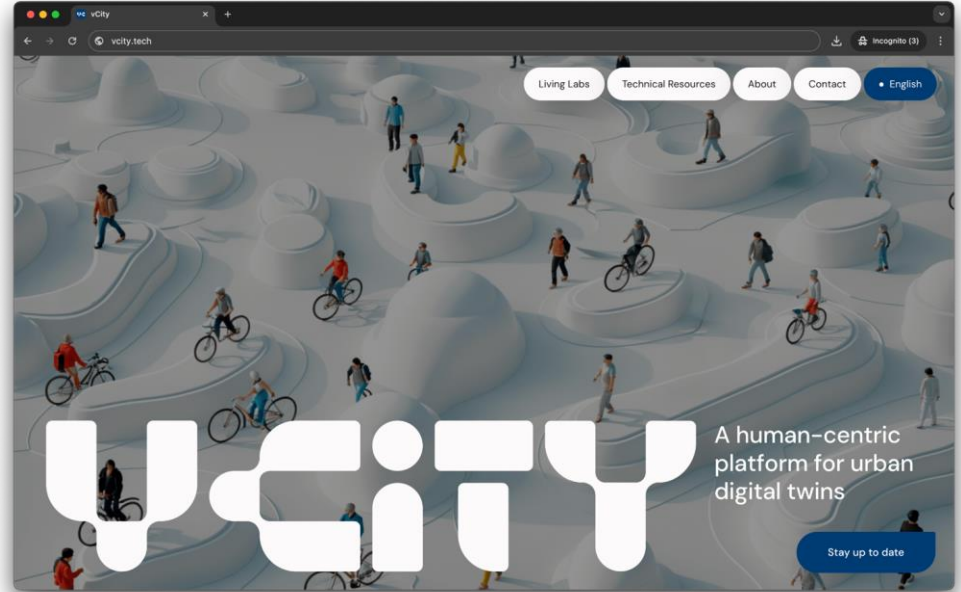 vCity
vcity.tech
Incognito (3)
Living Labs
Technical Resources
About
Contact
• English
vCiTY
A human-centric
platform for urban
digital twins
Stay up to date